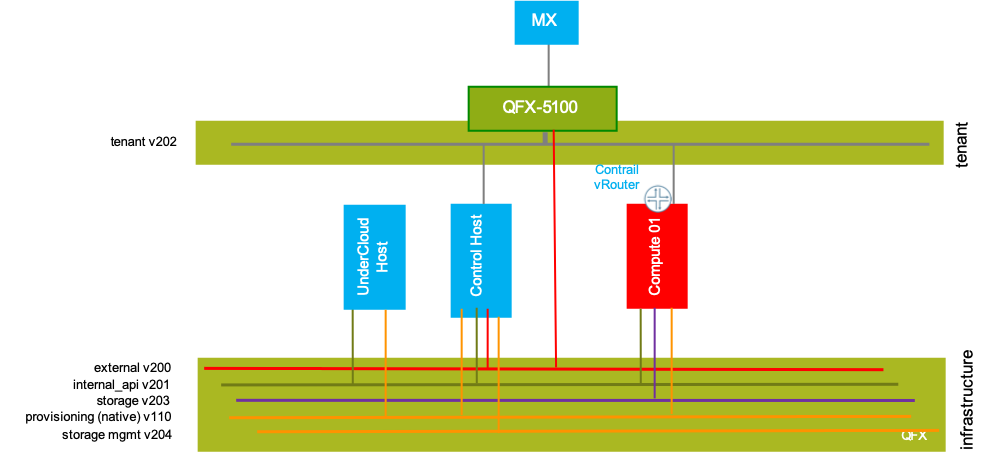 MX
QFX-5100
tenant v202
tenant
Contrail
vRouter
UnderCloud
Host
Control Host
Compute 01
external v200
internal_api v201
storage v203
provisioning (native) v110
storage mgmt v204
QFX
infrastructure